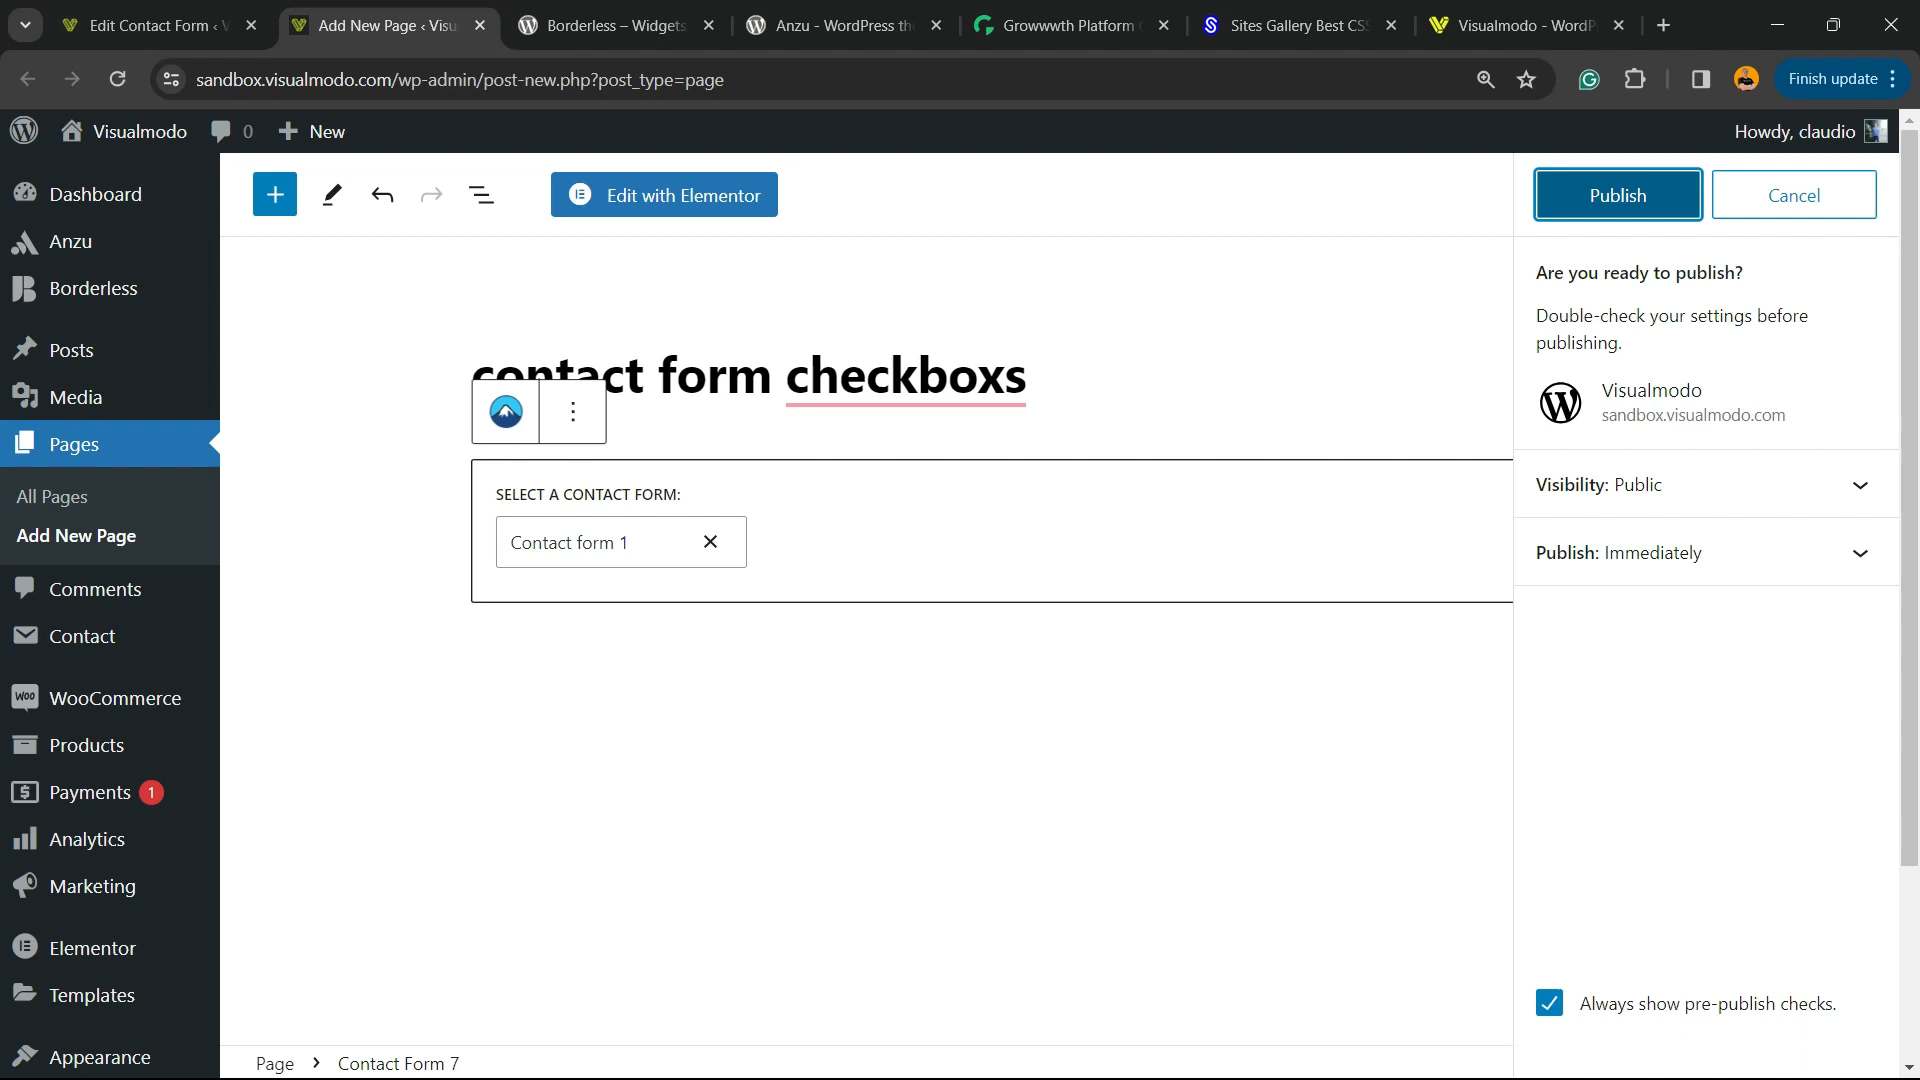 Edit Contact Form ‹ V
Add New Page ‹ Visu
Borderless – Widgets
Anzu - WordPress th
Growwwth Platform
Sites Gallery Best CSS
Visualmodo - WordP
sandbox.visualmodo.com/wp-admin/post-new.php?post_type=page
Finish update
Visualmodo
0
New
Howdy, claudio
Dashboard
Anzu
Borderless
Posts
Media
Pages
All Pages
Add New Page
Comments
Contact
WooCommerce
Products
Payments 1
Analytics
Marketing
Elementor
Templates
Appearance
Edit with Elementor
contact form checkboxs
SELECT A CONTACT FORM:
Contact form 1
Page › Contact Form 7
Publish
Cancel
Are you ready to publish?
Double-check your settings before
publishing.
Visualmodo
sandbox.visualmodo.com
Visibility: Public
Publish: Immediately
Always show pre-publish checks.